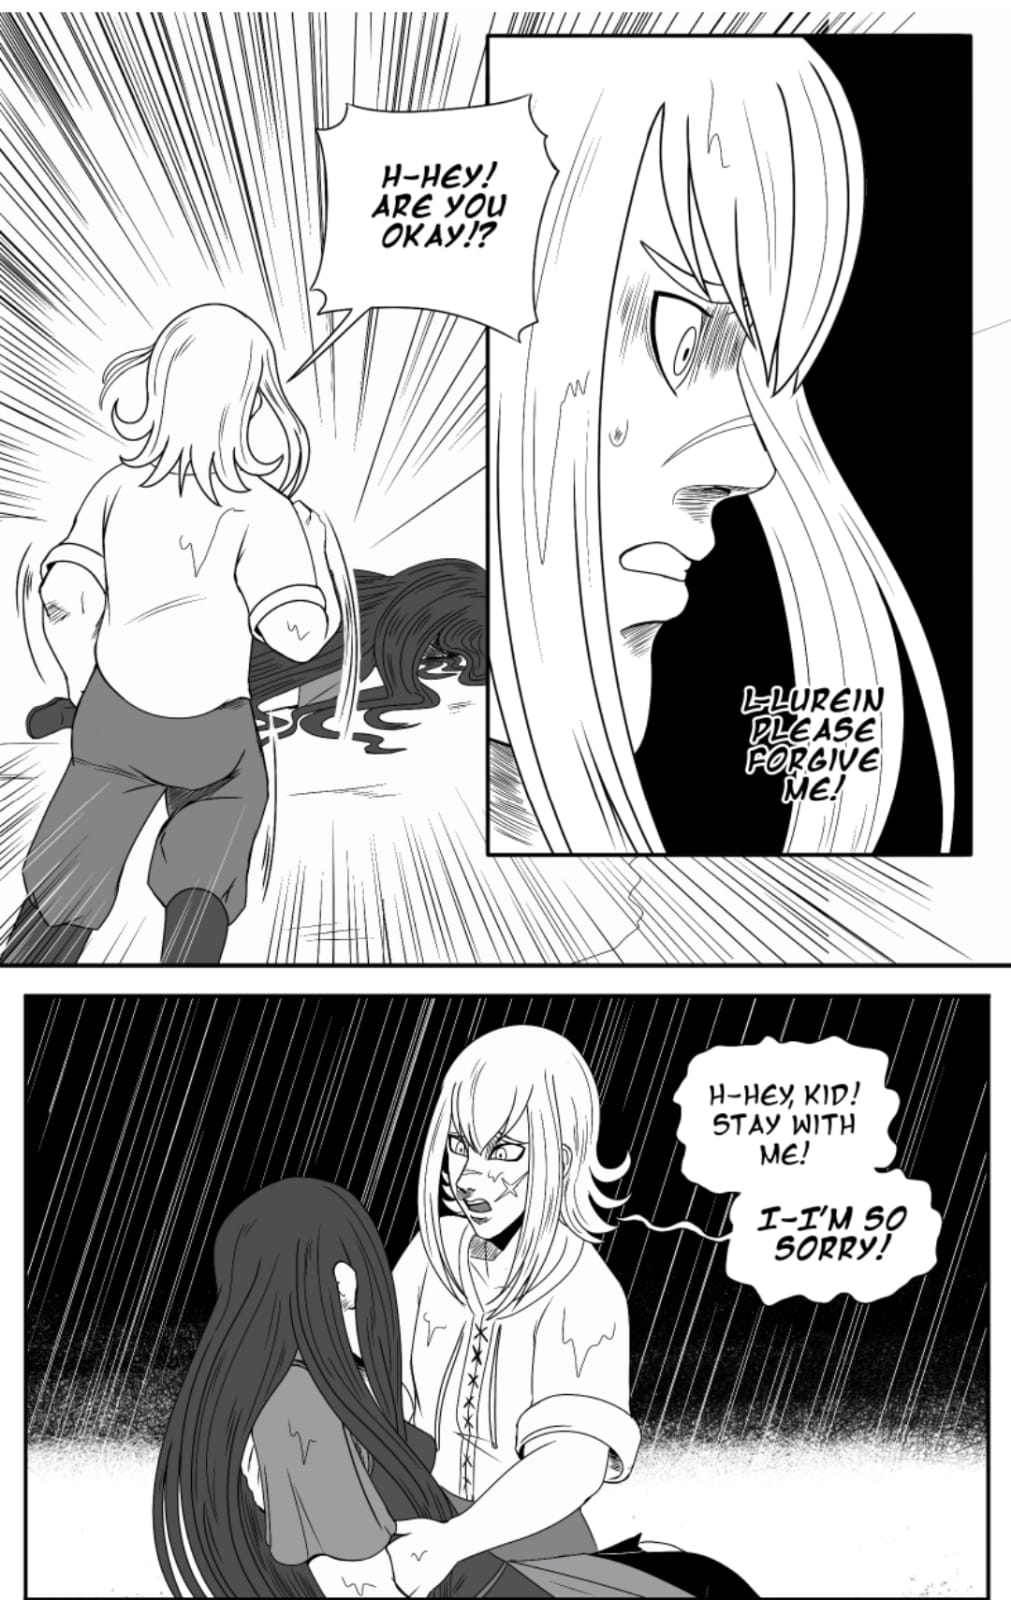 H-HEY!
ARE YOU
OKAY!?
L-LUREIN
PLEASE
FORGIVE
ME!
H-HEY, KID!
STAY WITH
ME!
I-I'M SO
SORRY!